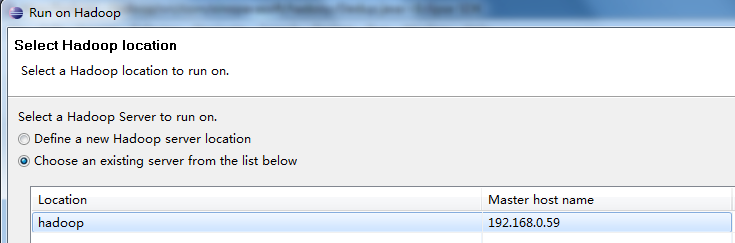 Run on Hadoop
Select Hadoop location
Select a Hadoop location to run on.
Select a Hadoop Server to run on.
Define a new Hadoop server location
Choose an existing server from the list below
Location Master host name
hadoop 192.168.0.59